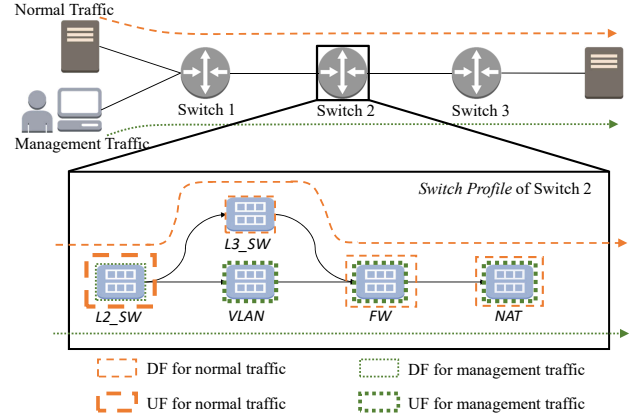 Normal Traffic
Switch 1
Switch 2
Switch 3
Management Traffic
Switch Profile of Switch 2
L3_SW
L2_SW
VLAN
FW
NAT
DF for normal traffic
DF for management traffic
UF for normal traffic
UF for management traffic